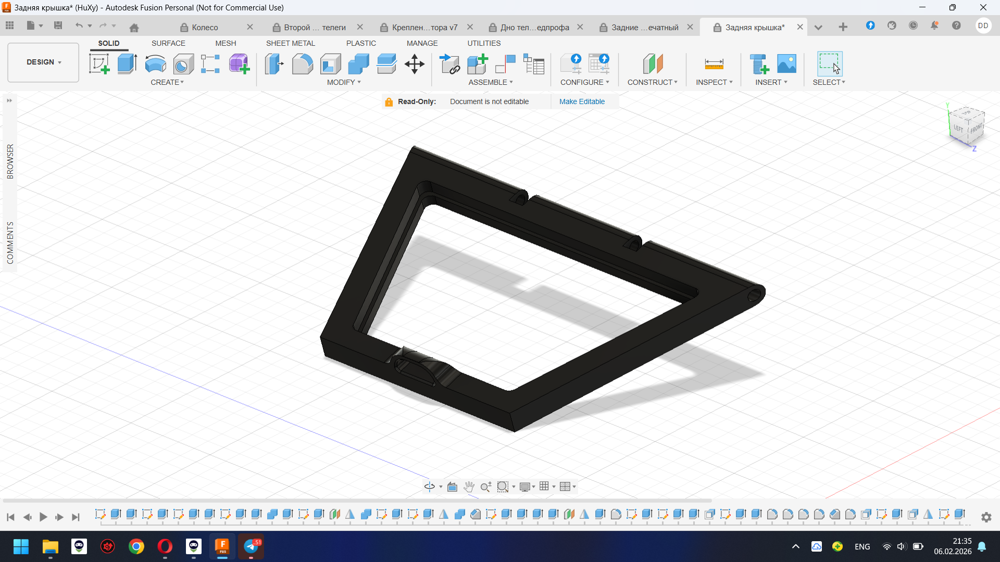 Задняя крышка* (HuXy) - Autodesk Fusion Personal (Not for Commercial Use)
Колесо
Второй ... телеги
Креплен...тора v7
Дно тел...едпрофа
Задние ...ечатный
Задняя крышка*
DD
DESIGN
SOLID
SURFACE
MESH
SHEET METAL
PLASTIC
MANAGE
UTILITIES
CREATE
MODIFY
ASSEMBLE
CONFIGURE
CONSTRUCT
INSPECT
INSERT
SELECT
Read-Only: Document is not editable Make Editable
BROWSER
COMMENTS
Y
TOP
LEFT
FRONT
Z
F
FUS
51
ENG
21:35
06.02.2026